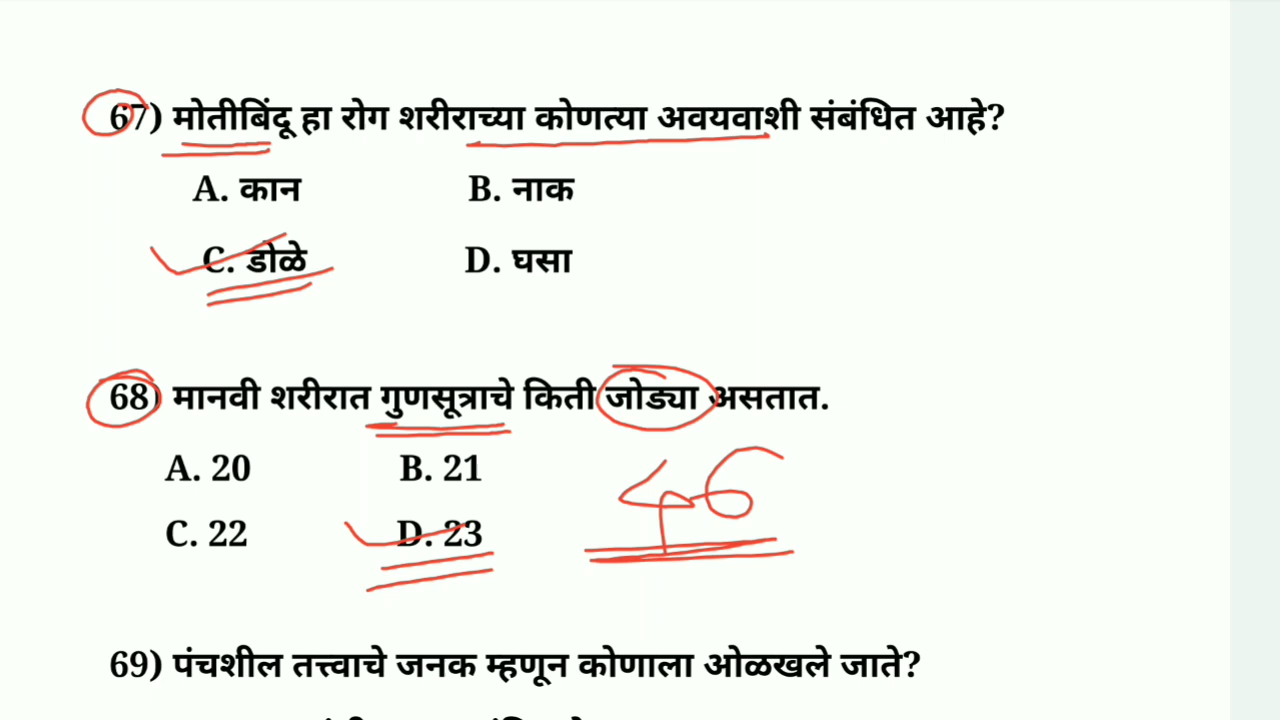 67) मोतीबिंदू हा रोग शरीराच्या कोणत्या अवयवाशी संबंधित आहे?
A. कान B. नाक
C. डोळे D. घसा
68) मानवी शरीरात गुणसूत्राचे किती जोड्या असतात.
A. 20 B. 21
46
C. 22 D. 23
69) पंचशील तत्त्वाचे जनक म्हणून कोणाला ओळखले जाते?